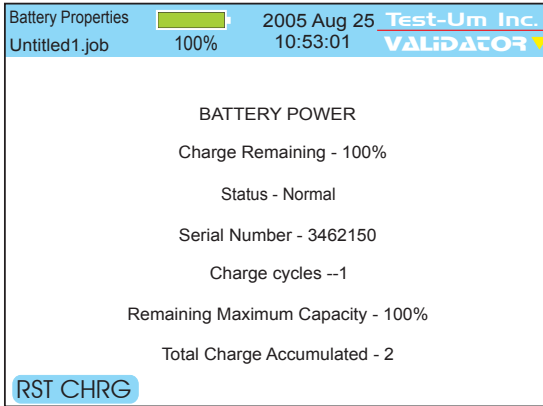 Battery Properties 2005 Aug 25 Test-Um Inc.
Untitled1.job 100% 10:53:01 VALIDATOR
BATTERY POWER
Charge Remaining - 100%
Status - Normal
Serial Number - 3462150
Charge cycles --1
Remaining Maximum Capacity - 100%
Total Charge Accumulated - 2
RST CHRG